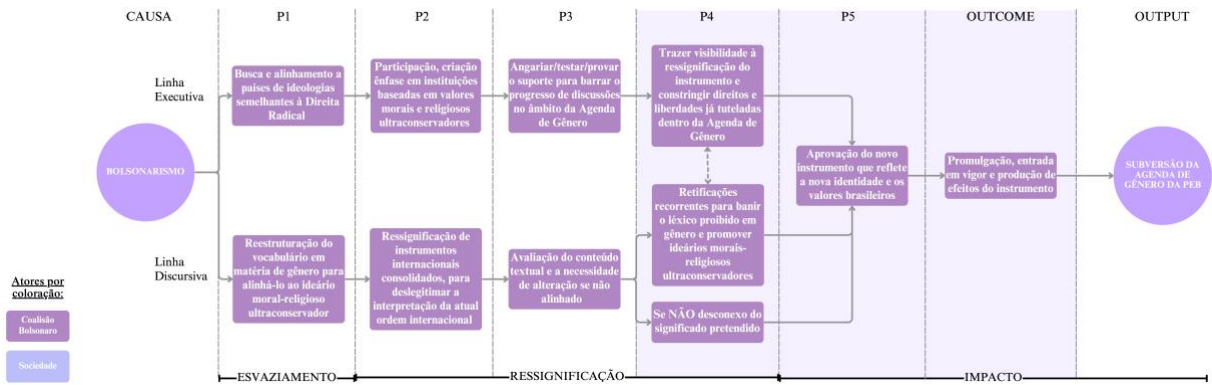 CAUSA
P1
P2
P3
P4
P5
OUTCOME
OUTPUT
Linha
Executiva
Busca e alinhamento a
países de ideologias
semelhantes à Direita
Radical
Participação, criação
ênfase em instituições
baseadas em valores
morais e religiosos
ultraconservadores
Angariar/testar/provar
o suporte para barrar o
progresso de discussões
no âmbito da Agenda
de Gênero
Trazer visibilidade à
ressignificação do
instrumento e
constringir direitos e
liberdades já tuteladas
dentro da Agenda de
Gênero
BOLSONARISMO
Aprovação do novo
instrumento que reflete
a nova identidade e os
valores brasileiros
Promulgação, entrada
em vigor e produção de
efeitos do instrumento
SUBVERSÃO DA
AGENDA DE
GÊNERO DA PEB
Linha
Discursiva
Reestruturação do
vocabulário em
matéria de gênero para
alinhá-lo ao ideário
moral-religioso
ultraconservador
Ressignificação de
instrumentos
internacionais
consolidados, para
deslegitimar a
interpretação da atual
ordem internacional
Avaliação do conteúdo
textual e a necessidade
de alteração se não
alinhado
Retificações
recorrentes para banir
o léxico proibido em
gênero e promover
ideários morais-
religiosos
ultraconservadores
Se NÃO desconexo do
significado pretendido
Atores por
coloração:
Coalisão
Bolsonaro
Sociedade
ESVAZIAMENTO
RESSIGNIFICAÇÃO
IMPACTO